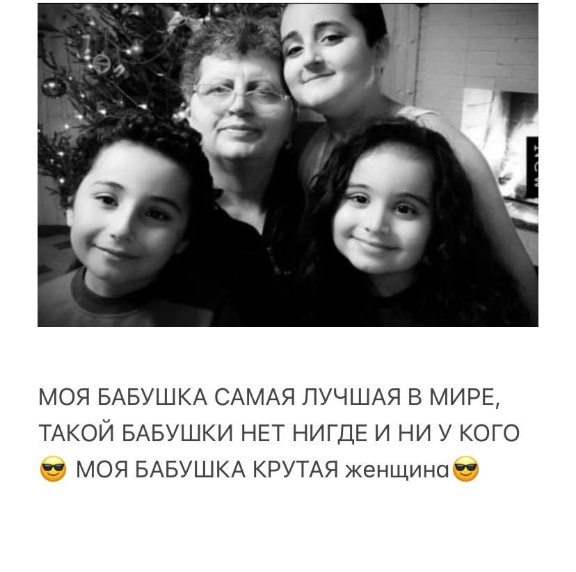 МОЯ БАБУШКА САМАЯ ЛУЧШАЯ В МИРЕ,
ТАКОЙ БАБУШКИ НЕТ НИГДЕ И НИ У КОГО
😎 МОЯ БАБУШКА КРУТАЯ женщина😎